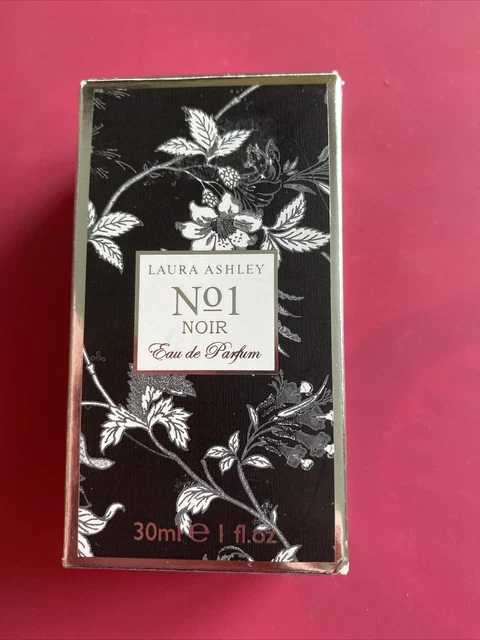 LAURA ASHLEY
No1
NOIR
Eau de Parfum
30ml ℮ 1 fl.oz